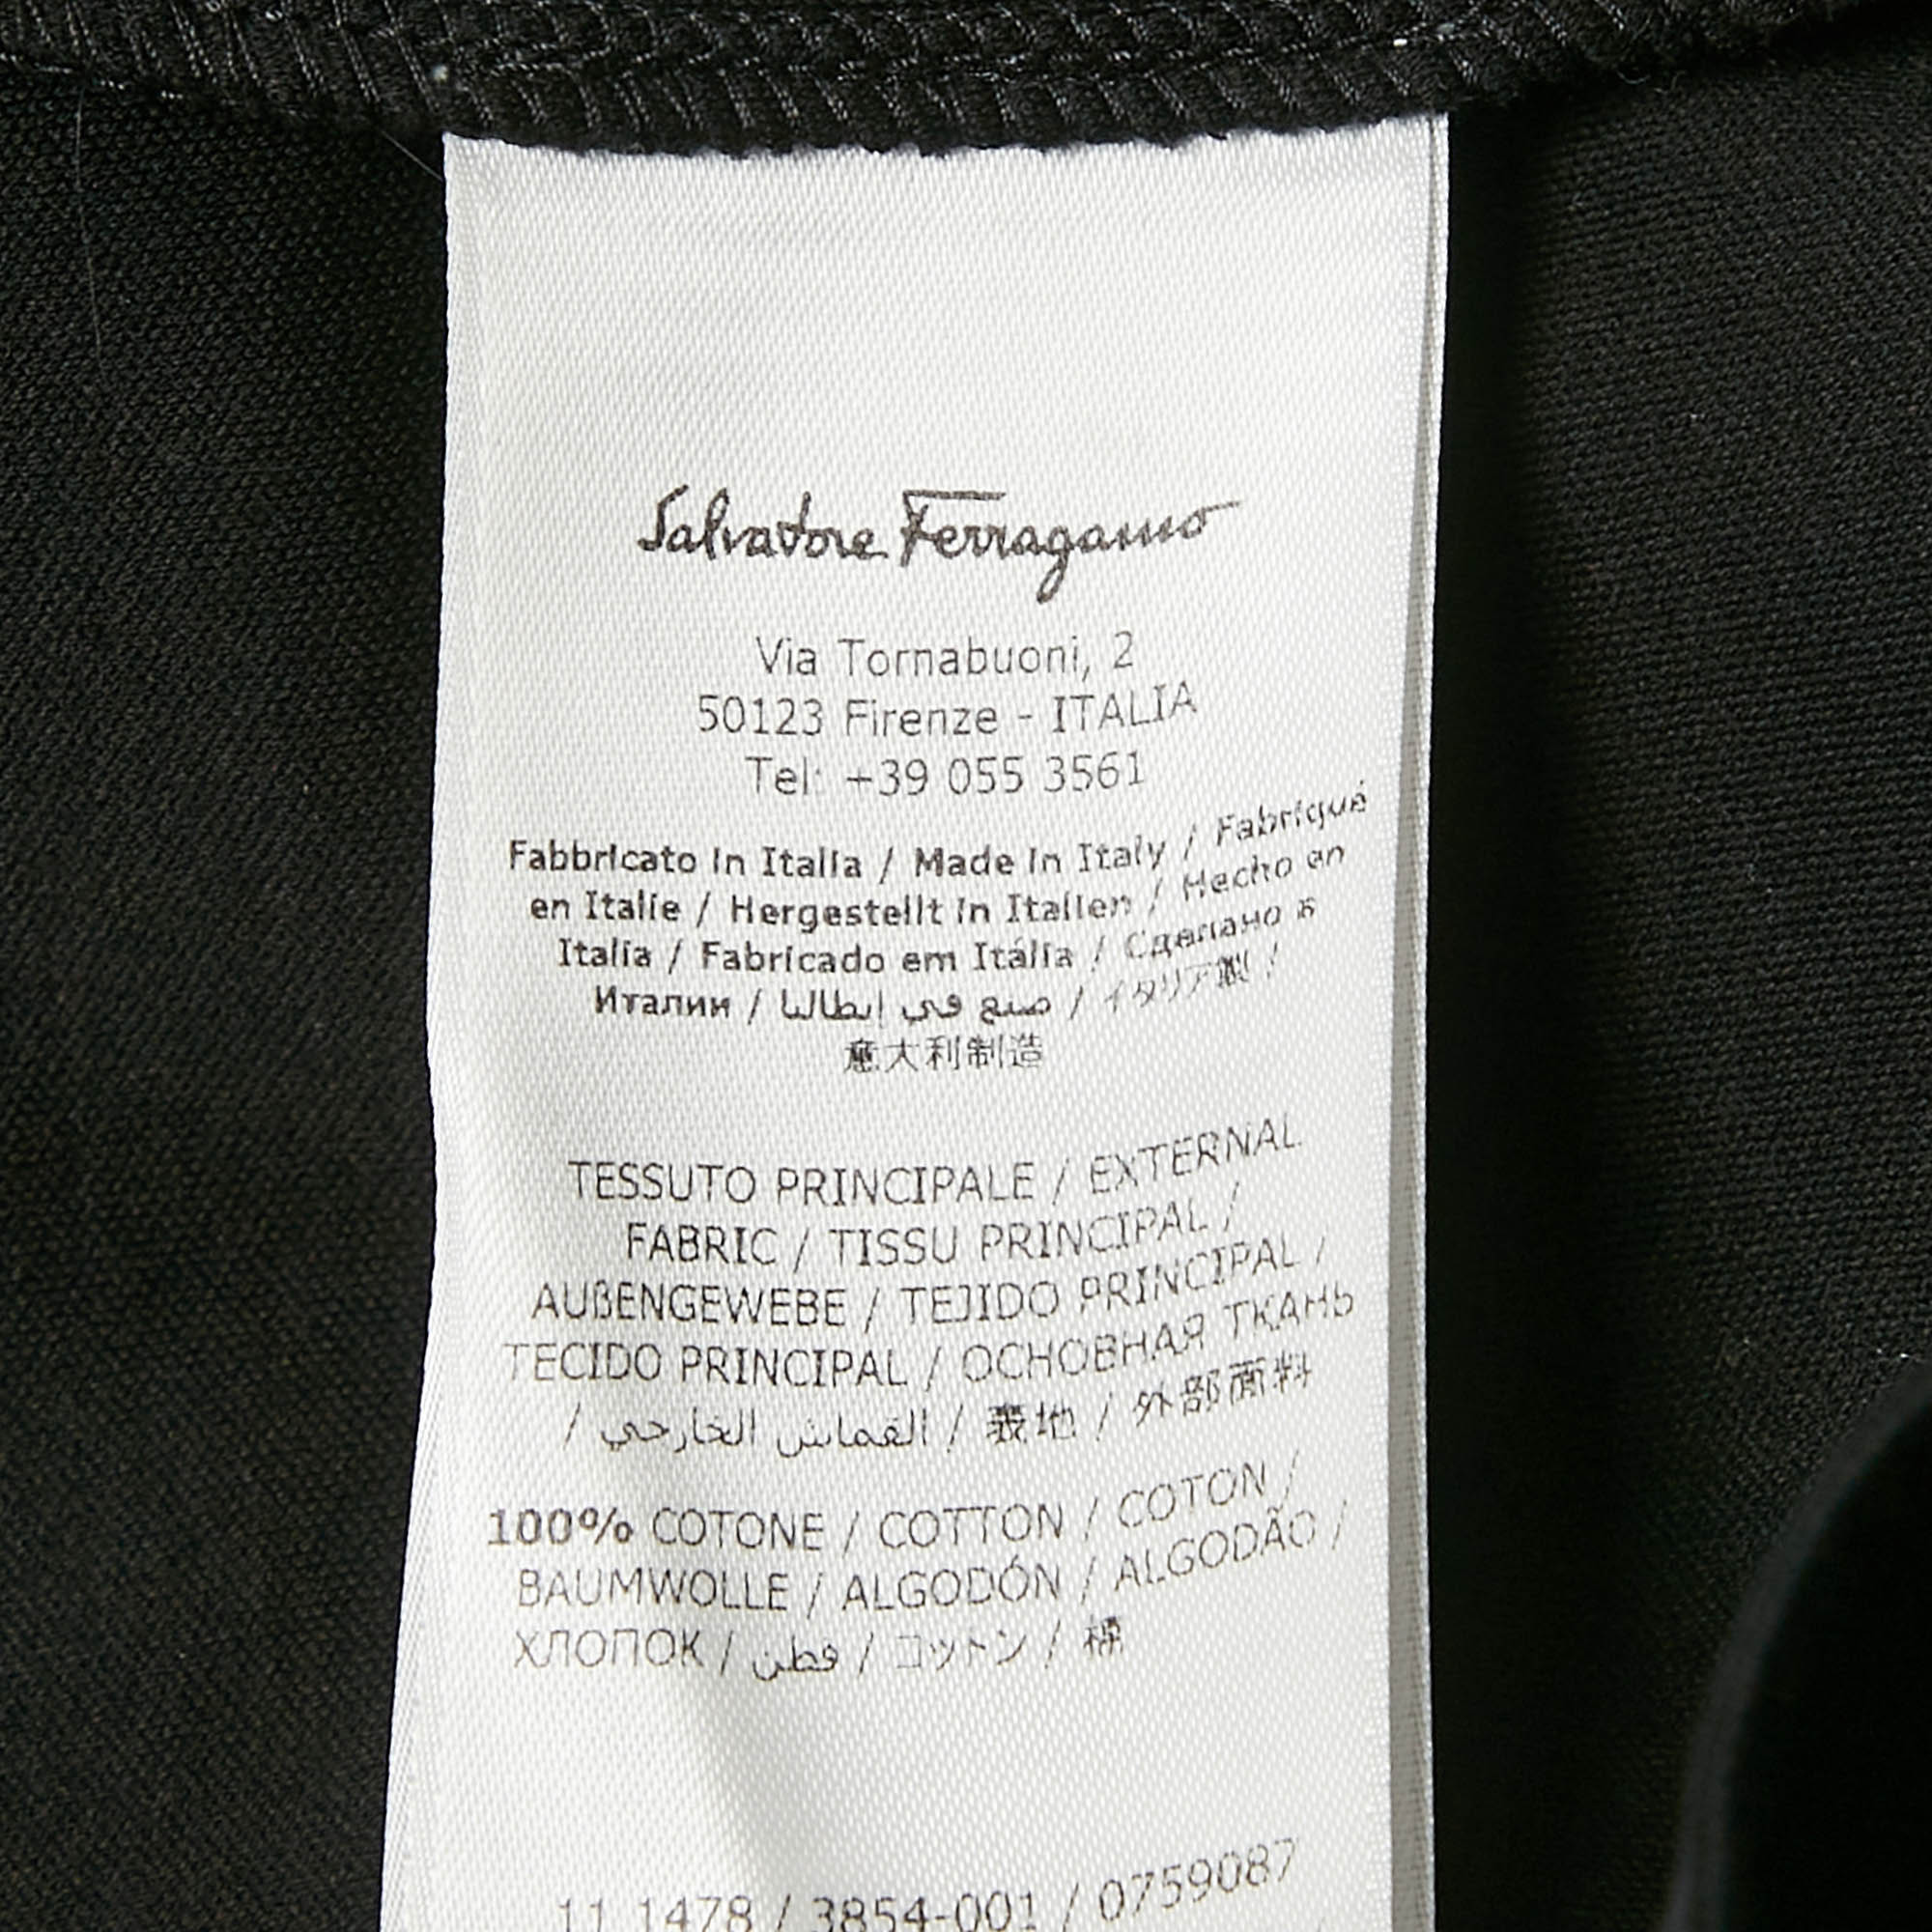 Salvatore Ferragamo
Via Tornabuoni, 2
50123 Firenze - ITALIA
Tel: +39 055 3561
Fabbricato in Italia / Made in Italy / Fabriqué
en Italie / Hergestellt in Italien / Hecho en
Italia / Fabricado em Itália / Сделано в
Италии / صنع في إيطاليا / イタリア製 /
意大利制造
TESSUTO PRINCIPALE / EXTERNAL
FABRIC / TISSU PRINCIPAL /
AUßENGEWEBE / TEJIDO PRINCIPAL /
TECIDO PRINCIPAL / ОСНОВНАЯ ТКАНЬ
/ القماش الخارجي / 表地 / 外部面料
100% COTONE / COTTON / COTON /
BAUMWOLLE / ALGODÓN / ALGODÃO /
ХЛОПОК / قطن / コットン / 棉
11 1478 / 3854-001 / 0759087